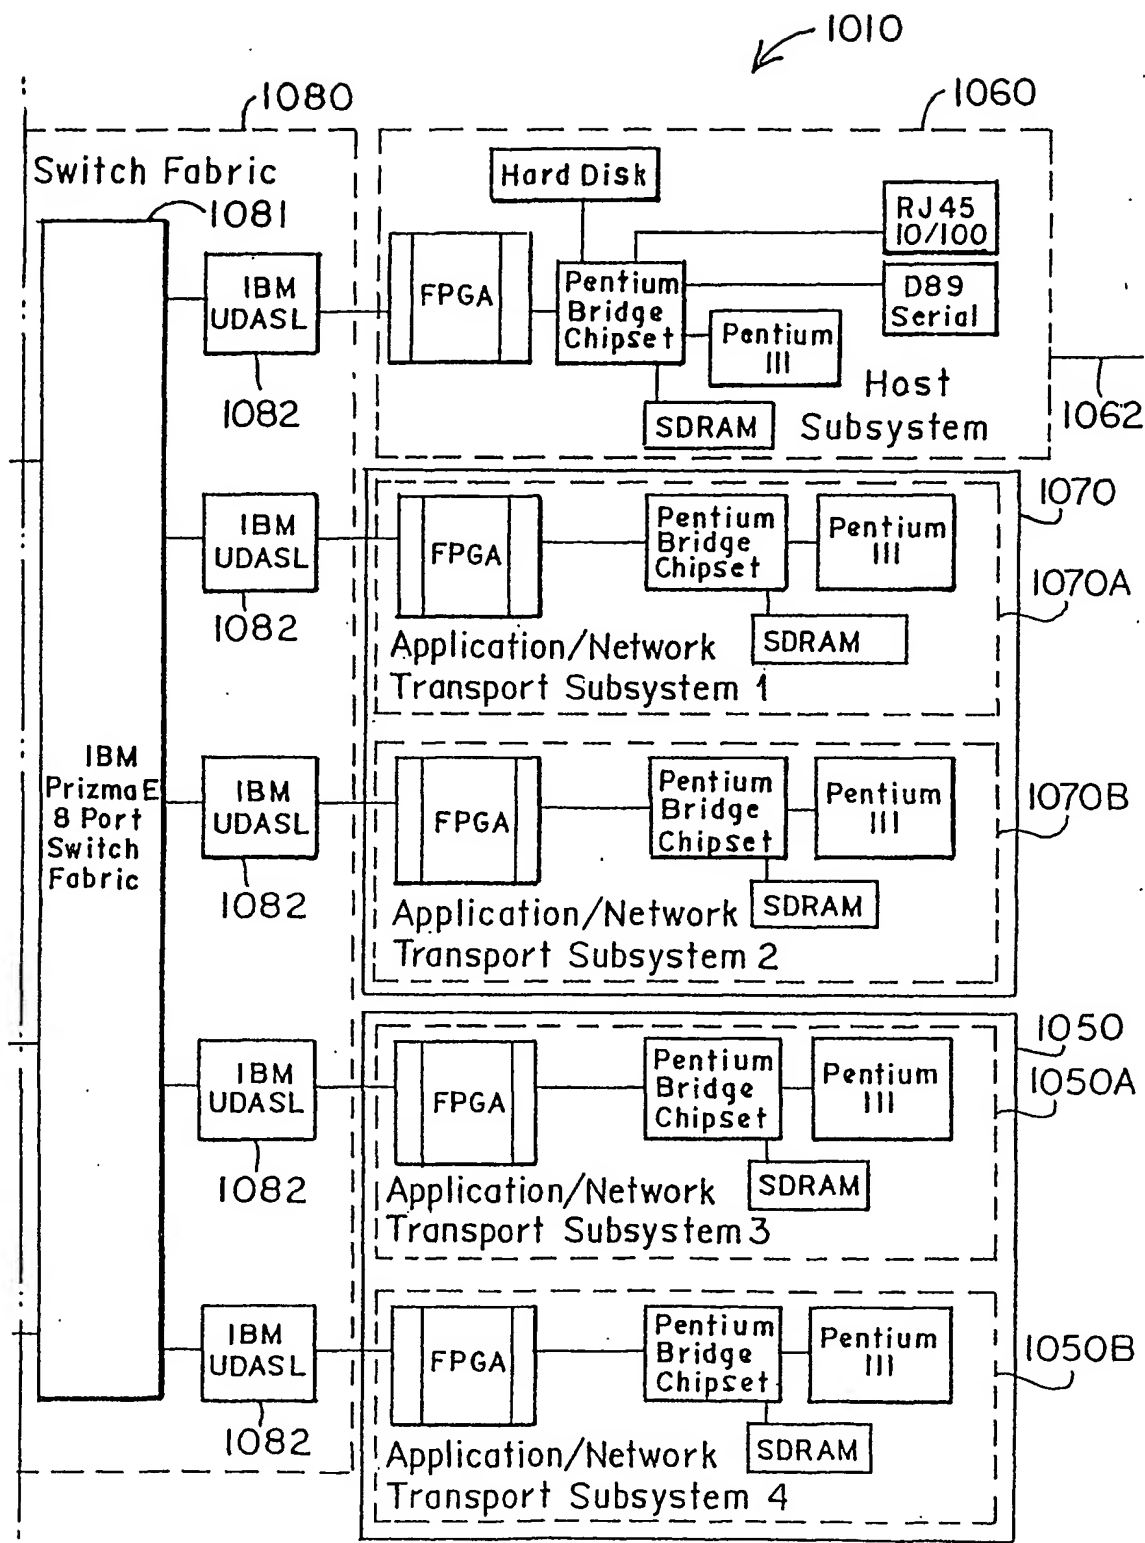 1010
1080
1060
Switch Fabric
1081
Hard Disk
RJ45
10/100
IBM
UDASL
FPGA
Pentium
Bridge
Chipset
D89
Serial
Pentium
III
1082
SDRAM
Host
Subsystem
1062
IBM
UDASL
1082
FPGA
Pentium
Bridge
Chipset
Pentium
III
SDRAM
1070
1070A
Application/Network
Transport Subsystem 1
IBM
PrizmaE
8 Port
Switch
Fabric
IBM
UDASL
1082
FPGA
Pentium
Bridge
Chipset
Pentium
III
SDRAM
1070B
Application/Network
Transport Subsystem 2
IBM
UDASL
1082
FPGA
Pentium
Bridge
Chipset
Pentium
III
SDRAM
1050
1050A
Application/Network
Transport Subsystem 3
IBM
UDASL
1082
FPGA
Pentium
Bridge
Chipset
Pentium
III
SDRAM
1050B
Application/Network
Transport Subsystem 4